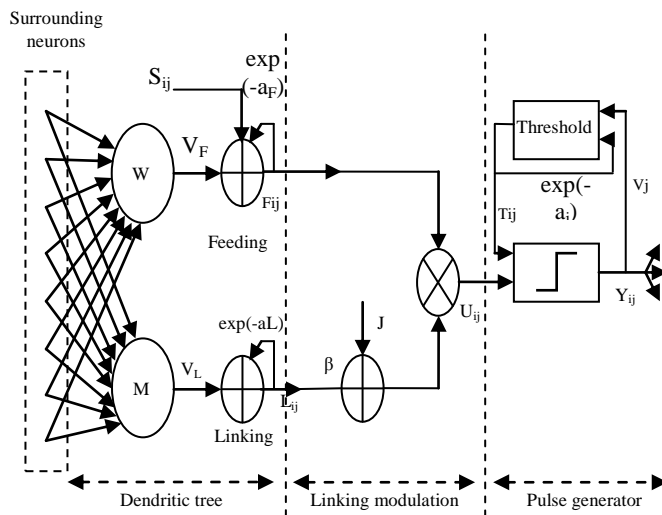 Surrounding
neurons
exp
(-aF)
Sij
VF
W
Fij
Feeding
Threshold
exp(-
ai)
Vj
Tij
Uij
Yij
exp(-aL)
J
VL
β
M
Lij
Linking
Dendritic tree
Linking modulation
Pulse generator